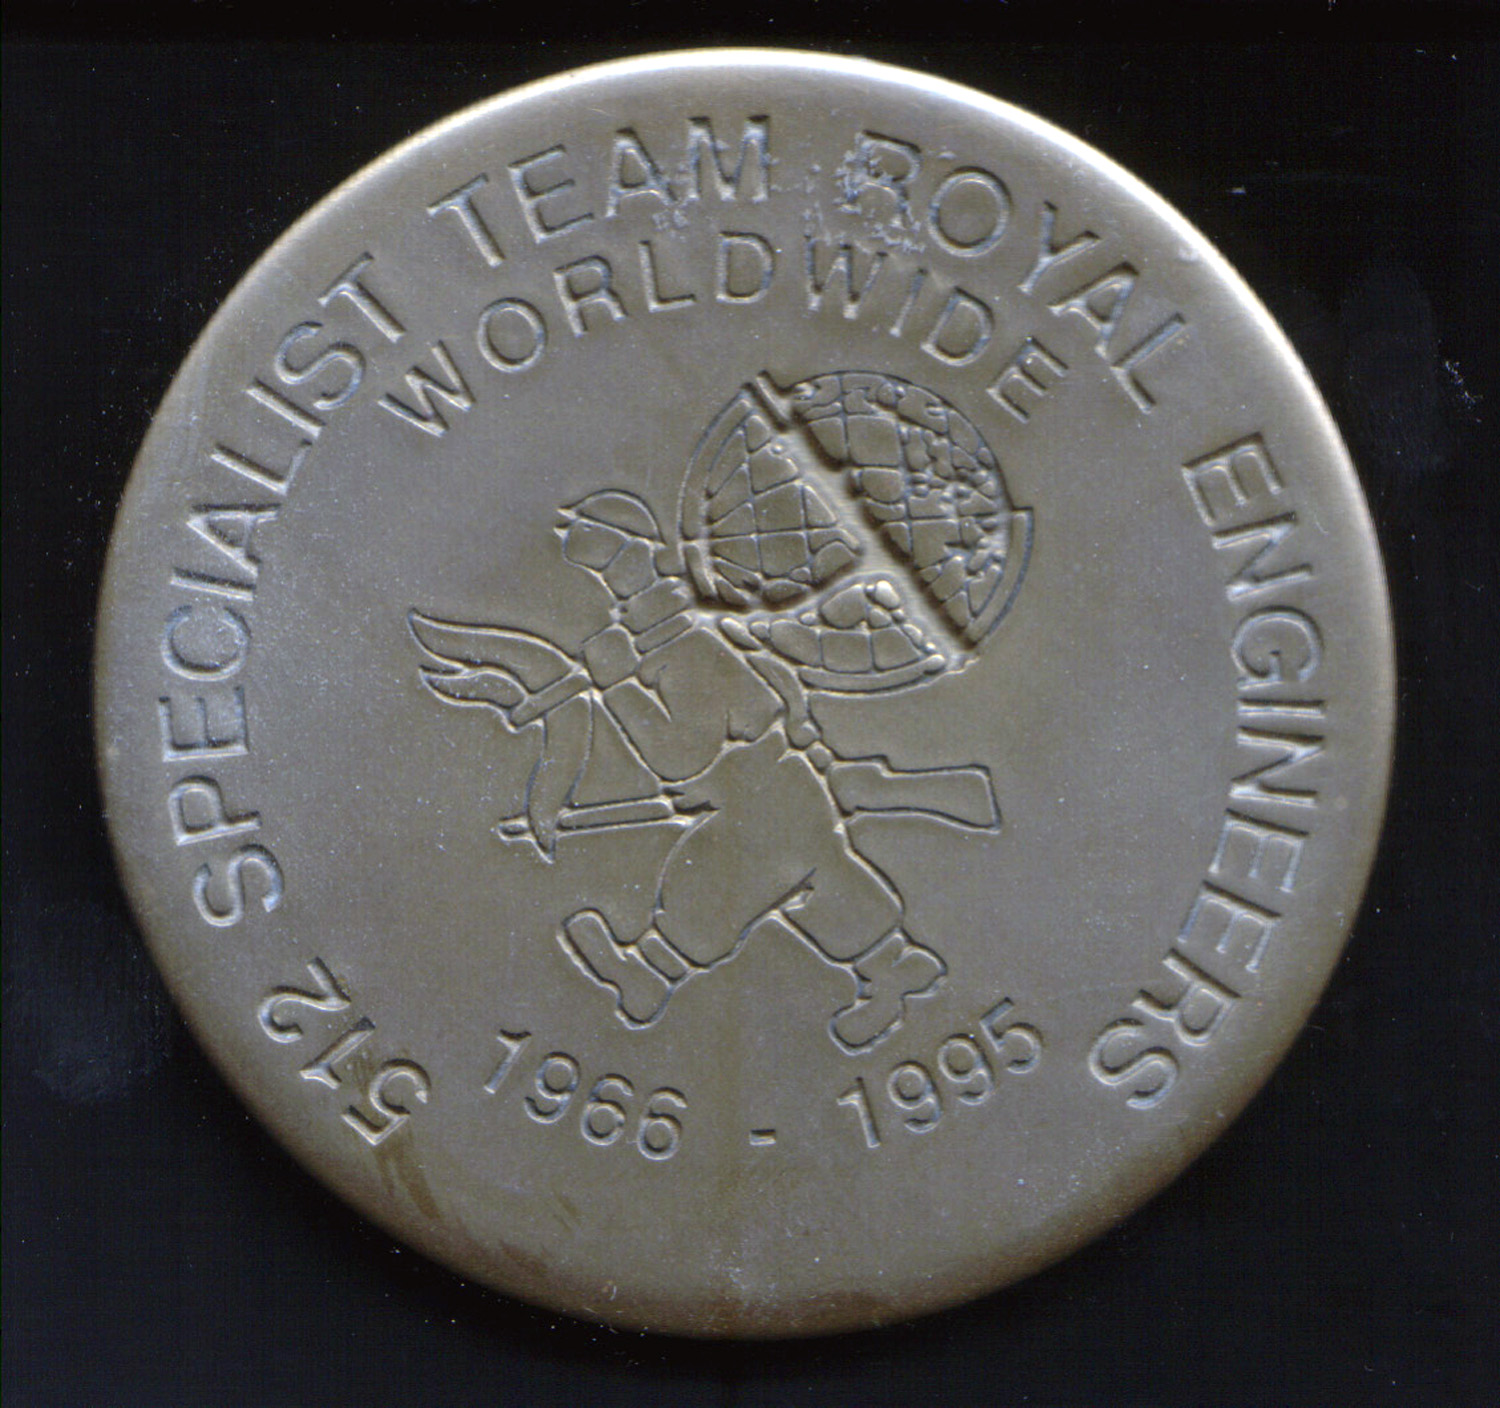 512 SPECIALIST TEAM ROYAL ENGINEERS
WORLDWIDE
1966 - 1995